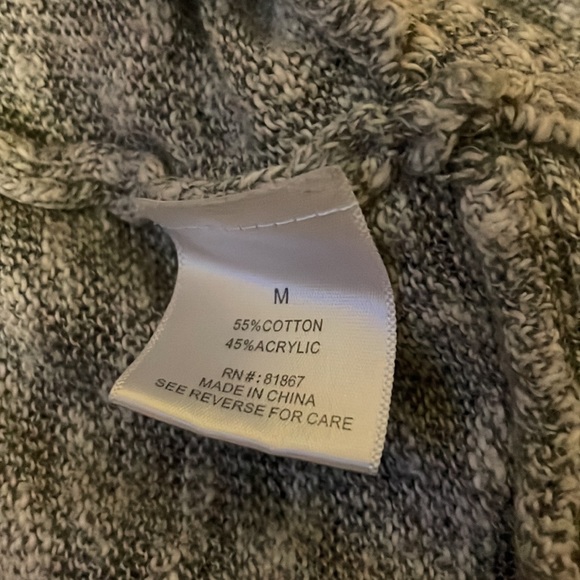 M
55%COTTON
45%ACRYLIC
RN#:81867
MADE IN CHINA
SEE REVERSE FOR CARE